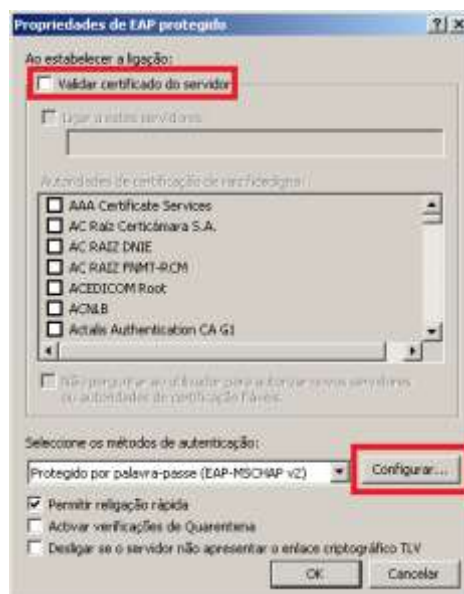 Propriedades de EAP protegido
Ao estabelecer a ligação:
Validar certificado do servidor
Ligar a estes servidores
Autoridades de certificação de raiz fidedigna:
AAA Certificate Services
AC Raíz Certicámara S.A.
AC RAIZ DNIE
AC RAIZ FNMT-RCM
ACEDICOM Root
ACNLB
Actalis Authentication CA G1
Não perguntar ao utilizador para autorizar novos servidores
ou autoridades de certificação fiáveis.
Seleccione os métodos de autenticação:
Protegido por palavra-passe (EAP-MSCHAP v2)
Configurar...
Permitir religação rápida
Activar verificações de Quarentena
Desligar se o servidor não apresentar o enlace criptográfico TLV
OK
Cancelar